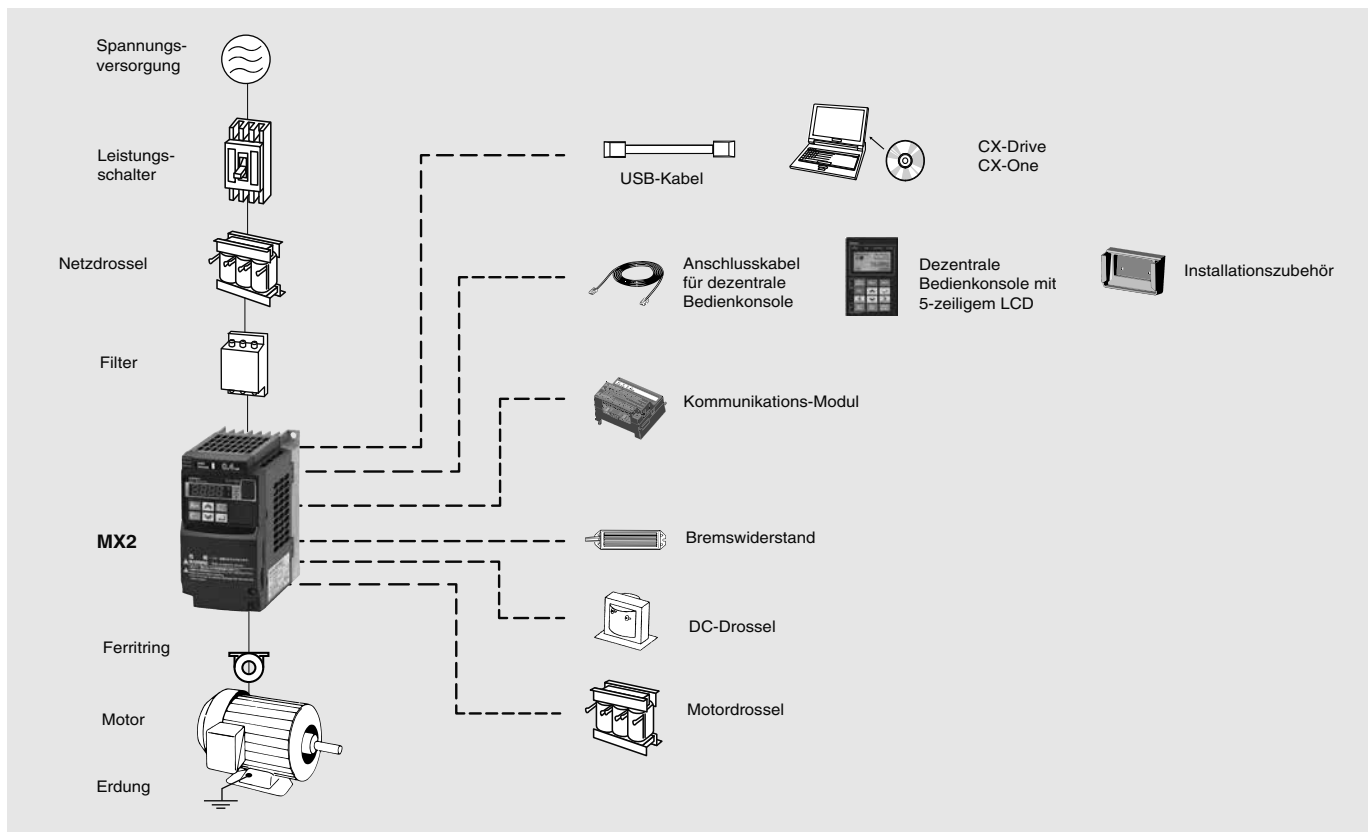 Spannungs-
versorgung
Leistungs-
schalter
Netzdrossel
Filter
MX2
Ferritring
Motor
Erdung
USB-Kabel
CX-Drive
CX-One
Anschlusskabel
für dezentrale
Bedienkonsole
Dezentrale
Bedienkonsole mit
5-zeiligem LCD
Installationszubehör
Kommunikations-Modul
Bremswiderstand
DC-Drossel
Motordrossel